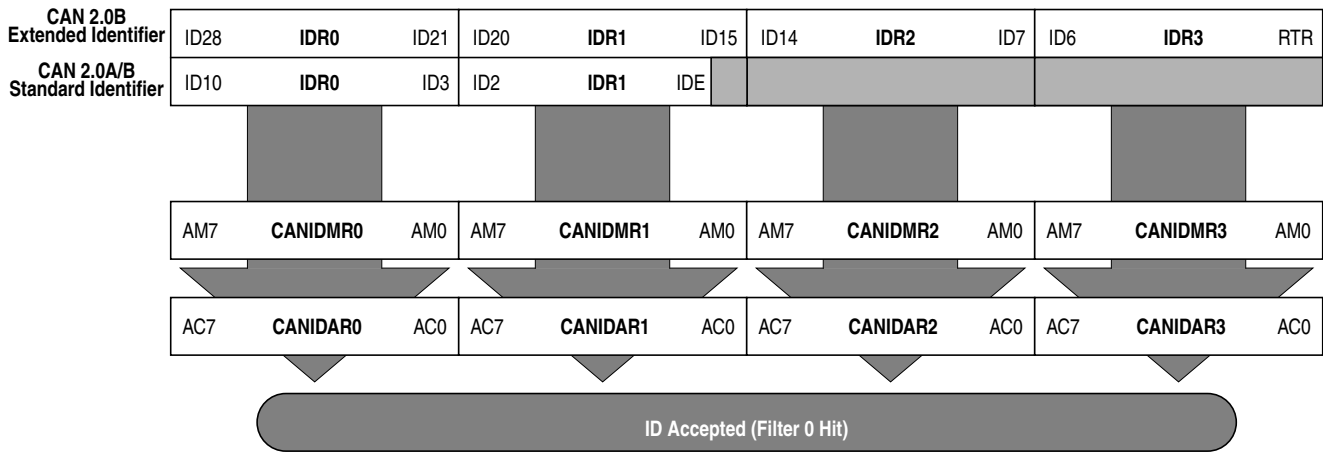 CAN 2.0B
Extended Identifier
ID28 IDR0 ID21 ID20 IDR1 ID15 ID14 IDR2 ID7 ID6 IDR3 RTR
CAN 2.0A/B
Standard Identifier
ID10 IDR0 ID3 ID2 IDR1 IDE
AM7 CANIDMR0 AM0 AM7 CANIDMR1 AM0 AM7 CANIDMR2 AM0 AM7 CANIDMR3 AM0
AC7 CANIDAR0 AC0 AC7 CANIDAR1 AC0 AC7 CANIDAR2 AC0 AC7 CANIDAR3 AC0
ID Accepted (Filter 0 Hit)